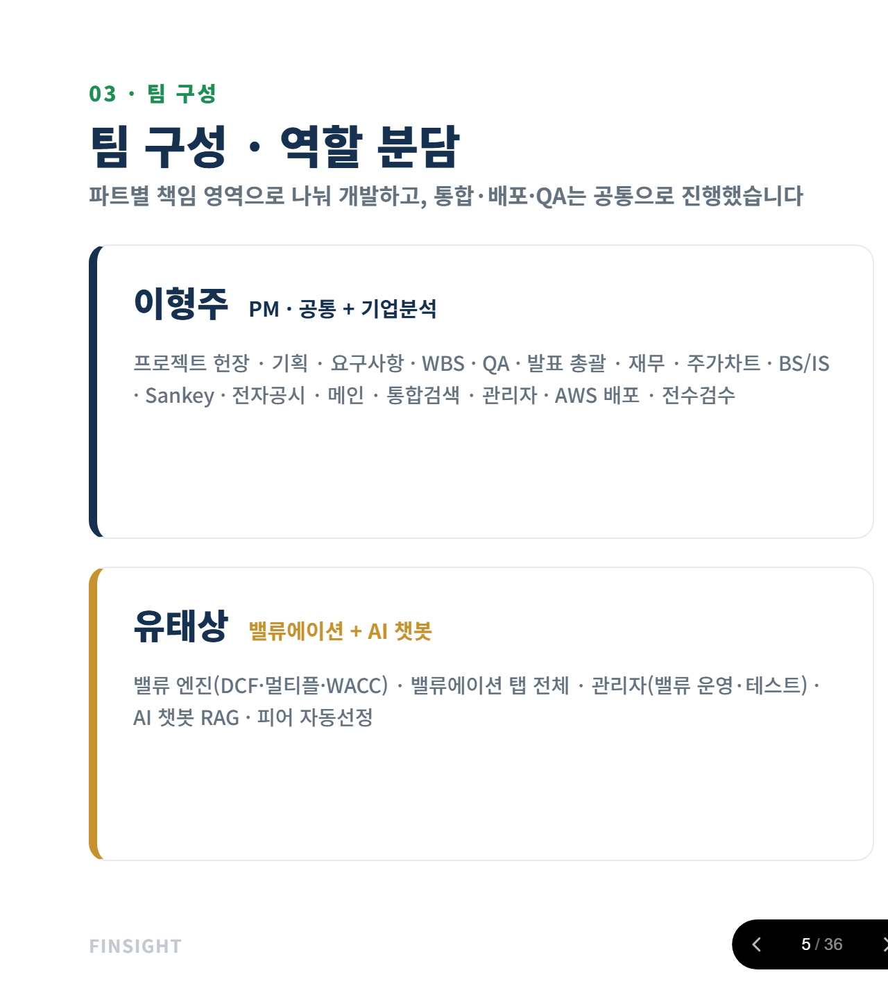 03 · 팀 구성
팀 구성 · 역할 분담
파트별 책임 영역으로 나눠 개발하고, 통합·배포·QA는 공통으로 진행했습니다
이형주 PM · 공통 + 기업분석
프로젝트 헌장 · 기획 · 요구사항 · WBS · QA · 발표 총괄 · 재무 · 주가차트 · BS/IS
· Sankey · 전자공시 · 메인 · 통합검색 · 관리자 · AWS 배포 · 전수검수
유태상 밸류에이션 + AI 챗봇
밸류 엔진(DCF·멀티플·WACC) · 밸류에이션 탭 전체 · 관리자(밸류 운영·테스트) ·
AI 챗봇 RAG · 피어 자동선정
FINSIGHT
5 / 36